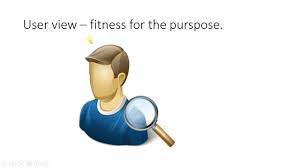 User view – fitness for the purspose.